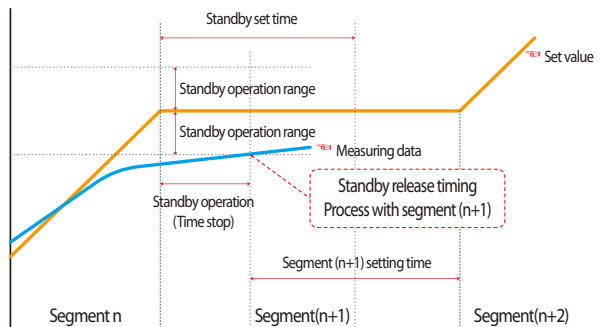 Standby set time
☜ Set value
Standby operation range
Standby operation range
☜ Measuring data
Standby release timing
Process with segment (n+1)
Standby operation
(Time stop)
Segment (n+1) setting time
Segment n
Segment(n+1)
Segment(n+2)